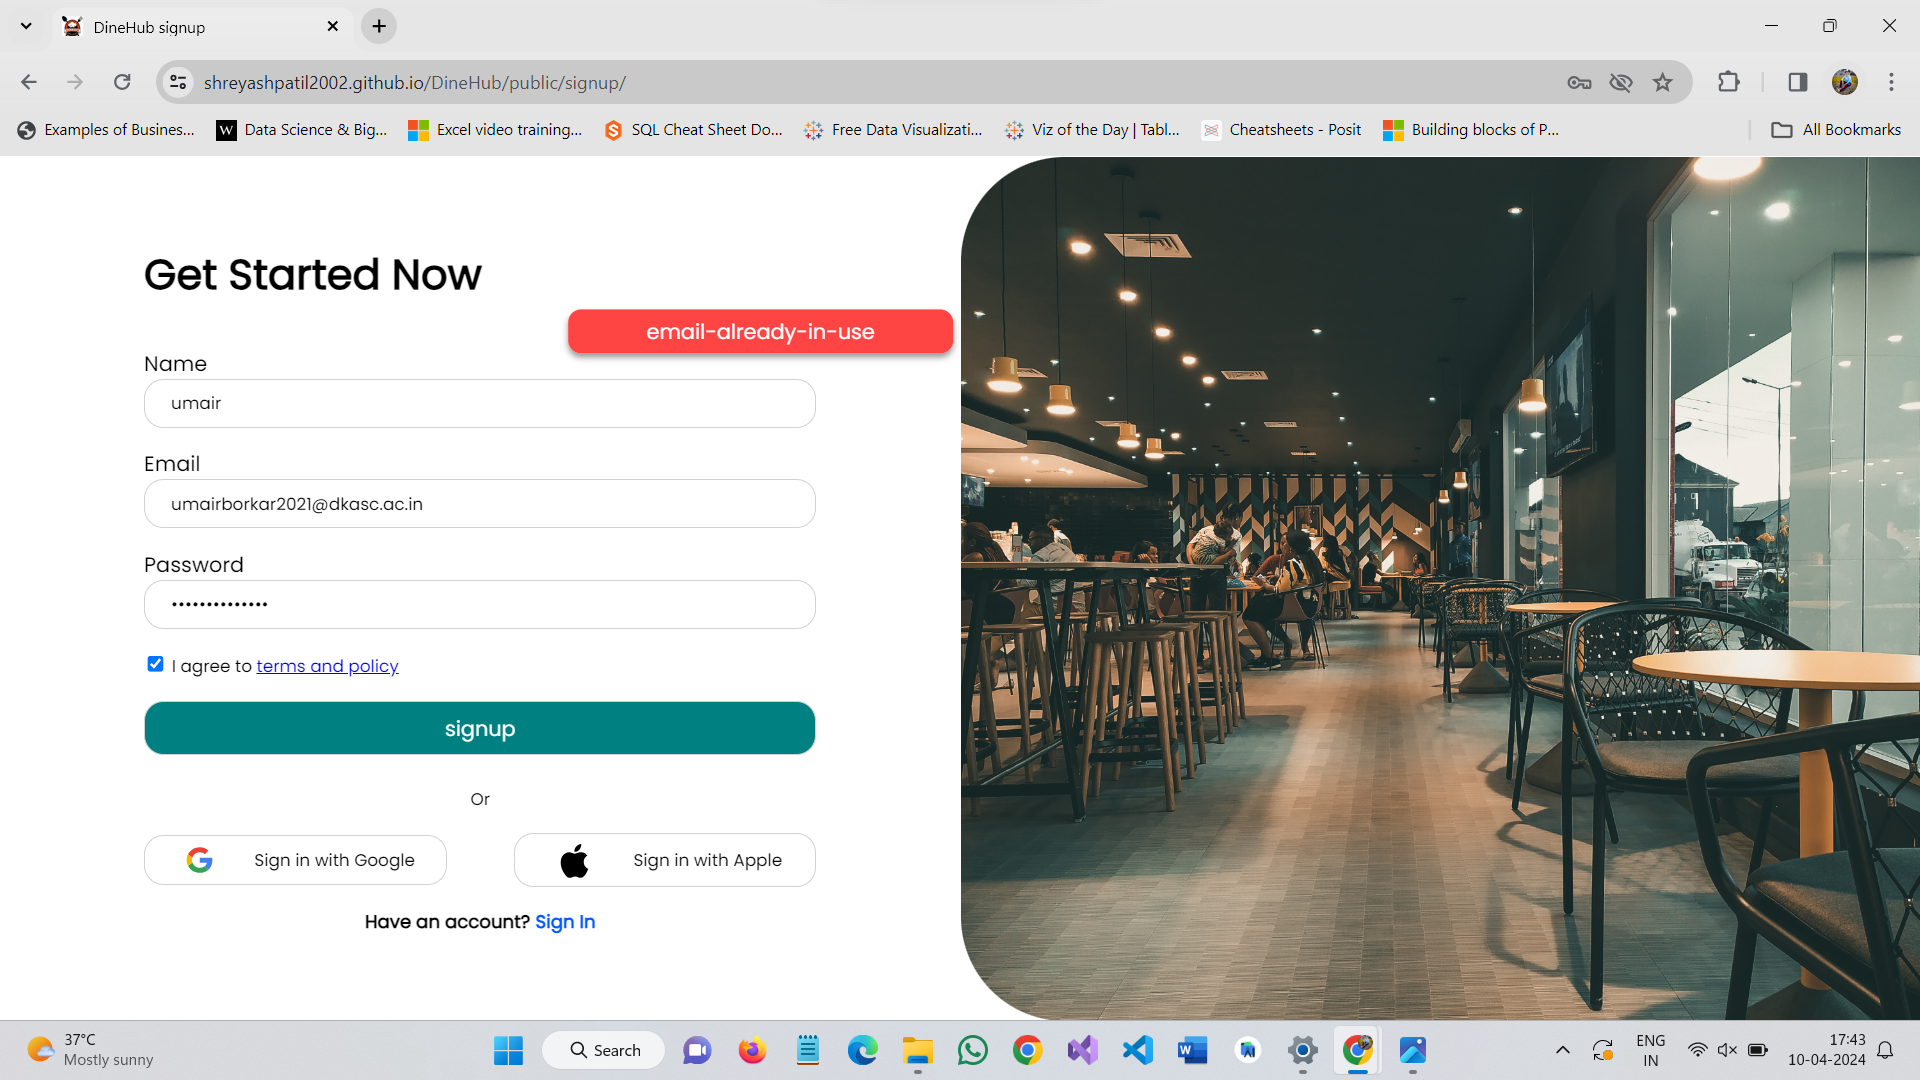 DineHub signup
shreyashpatil2002.github.io/DineHub/public/signup/
Examples of Busines...
W Data Science & Big...
Excel video training...
SQL Cheat Sheet Do...
Free Data Visualizati...
Viz of the Day | Tabl...
Cheatsheets - Posit
Building blocks of P...
All Bookmarks
Get Started Now
email-already-in-use
Name
umair
Email
umairborkar2021@dkasc.ac.in
Password
••••••••••••••
I agree to terms and policy
signup
Or
Sign in with Google
Sign in with Apple
Have an account? Sign In
37°C
Mostly sunny
Search
ENG
IN
17:43
10-04-2024